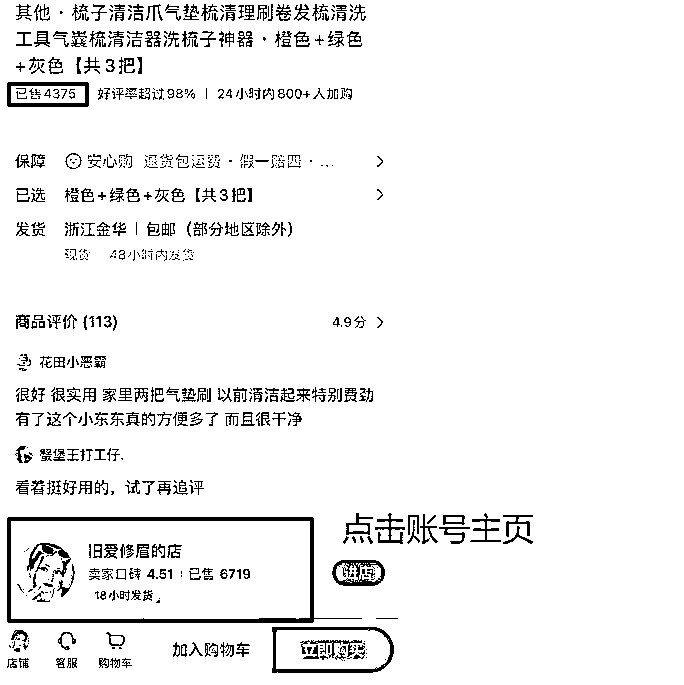 其他·梳子清洁爪气垫梳清理刷卷发梳清洗
工具气囊梳清洁器洗梳子神器·橙色+绿色
+灰色【共3把】
已售4375 好评率超过98% | 24小时内800+人加购
保障 安心购 退货包运费·假一赔四·...
已选 橙色+绿色+灰色【共3把】
发货 浙江金华 | 包邮（部分地区除外）
现货 48小时内发货
商品评价 (113) 4.9分
花田小恶霸
很好 很实用 家里两把气垫刷 以前清洁起来特别费劲
有了这个小东东真的方便多了 而且很干净
蟹堡王打工仔.
看着挺好用的，试了再追评
点击账号主页
旧爱修眉的店
卖家口碑 4.51 | 已售 6719
进店
18小时发货
店铺 客服 购物车 加入购物车 立即购买